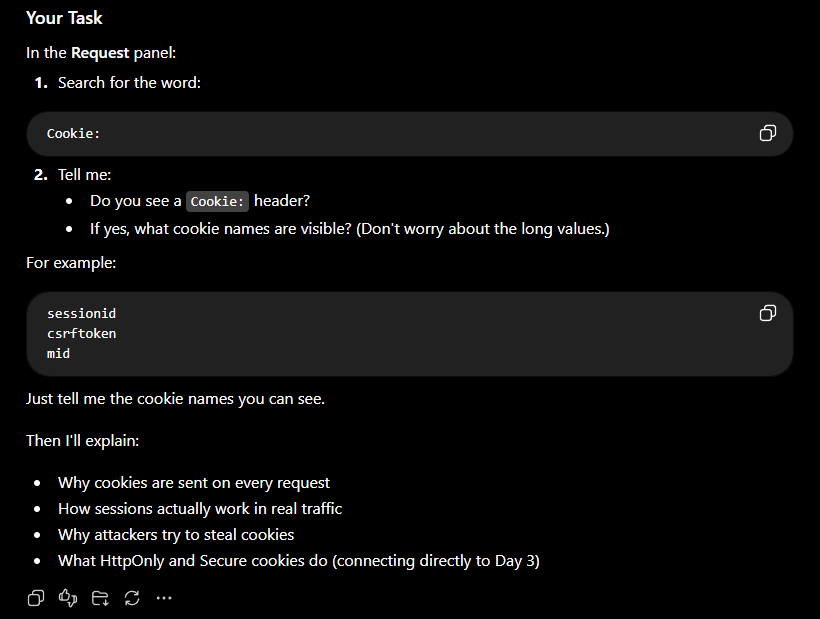 Your Task
In the Request panel:
1. Search for the word:
Cookie:
2. Tell me:
• Do you see a Cookie: header?
• If yes, what cookie names are visible? (Don't worry about the long values.)
For example:
sessionid
csrftoken
mid
Just tell me the cookie names you can see.
Then I'll explain:
• Why cookies are sent on every request
• How sessions actually work in real traffic
• Why attackers try to steal cookies
• What HttpOnly and Secure cookies do (connecting directly to Day 3)